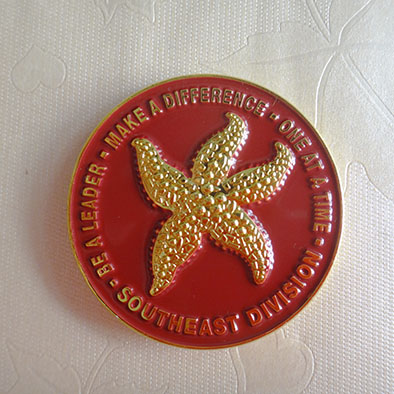 BE A LEADER - MAKE A DIFFERENCE - ONE AT A TIME -
SOUTHEAST DIVISION -